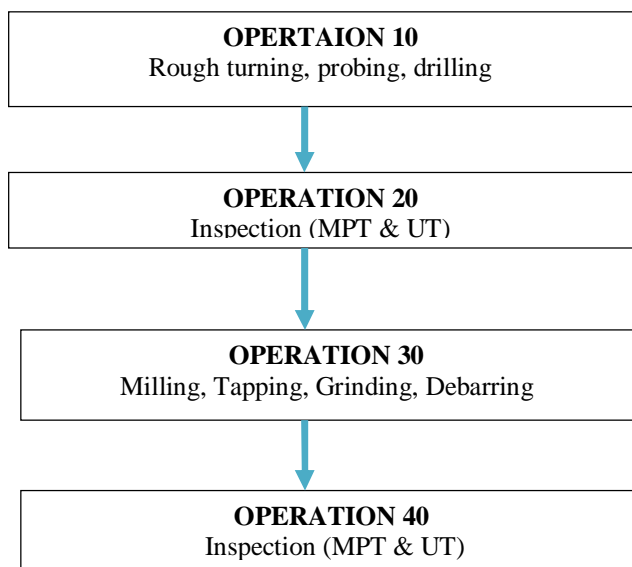 OPERTAION 10
Rough turning, probing, drilling
OPERATION 20
Inspection (MPT & UT)
OPERATION 30
Milling, Tapping, Grinding, Debarring
OPERATION 40
Inspection (MPT & UT)